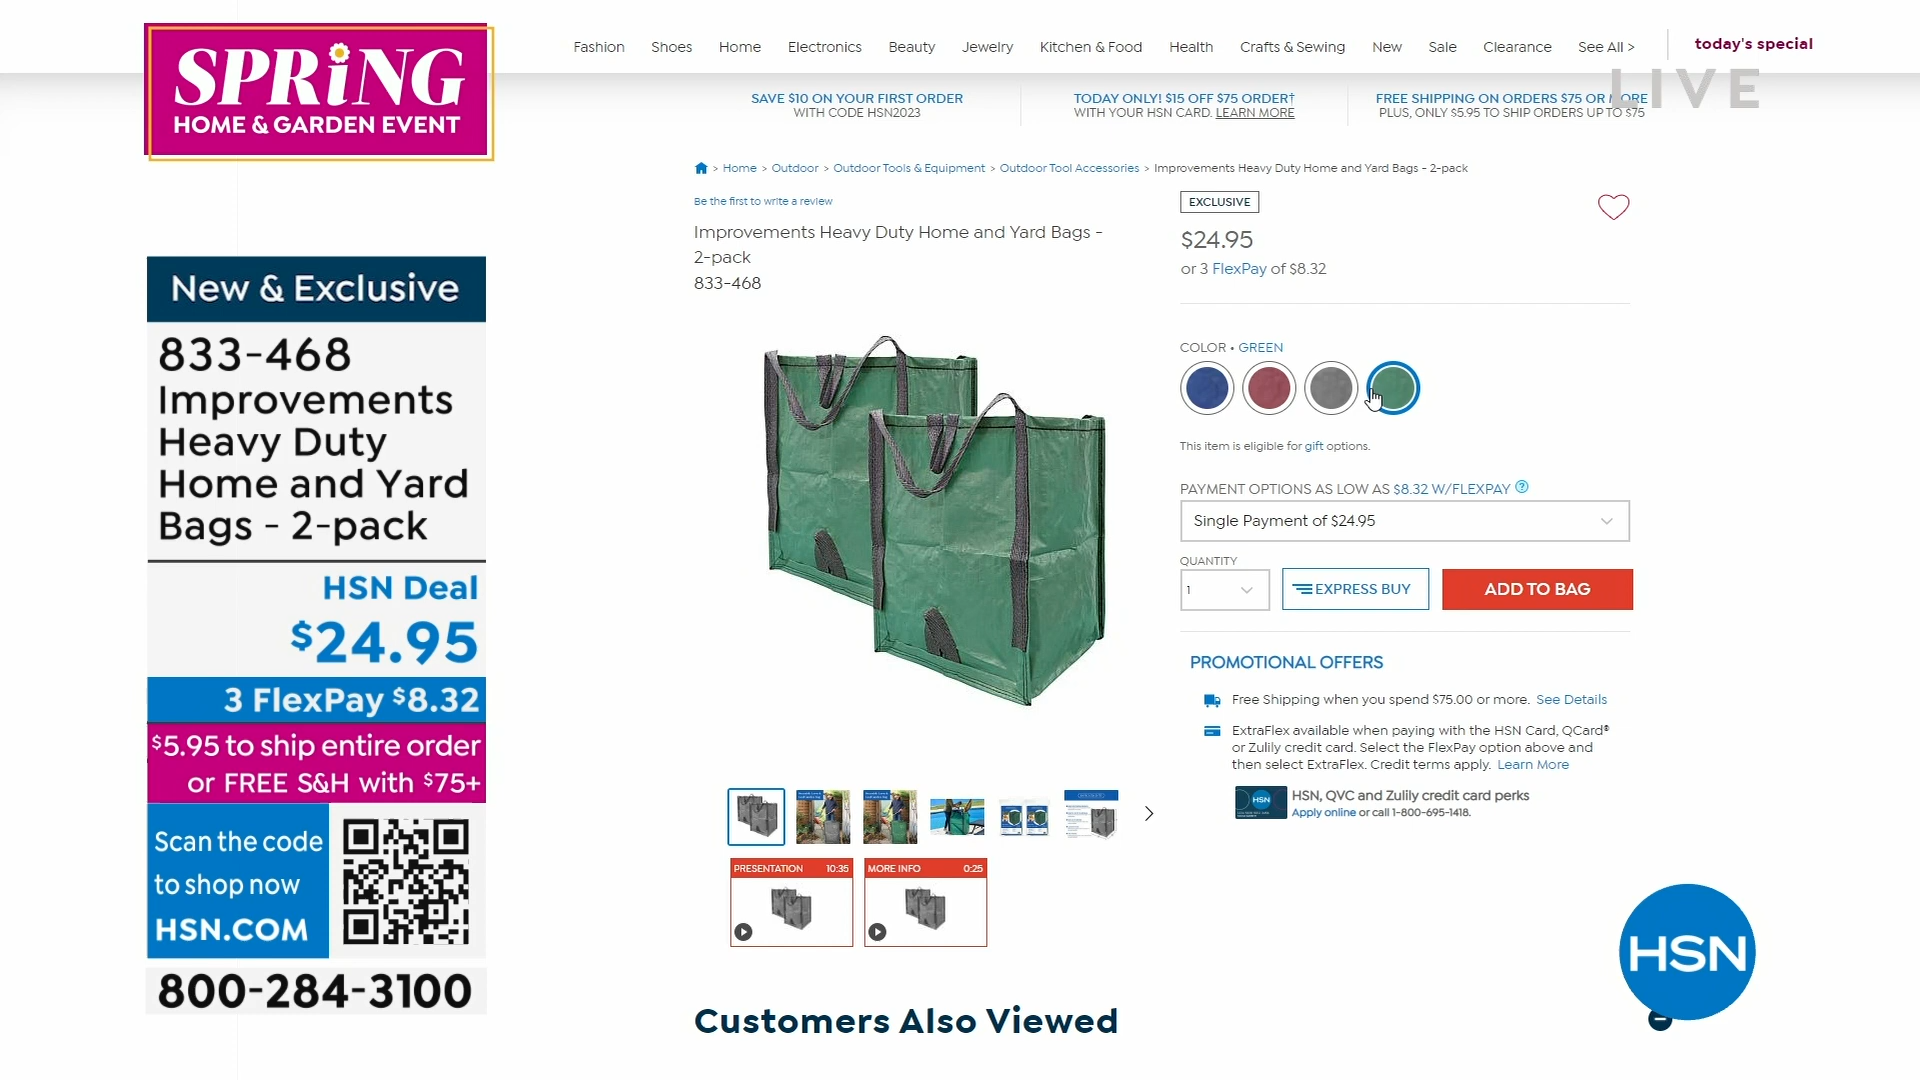 SPRiNG
HOME & GARDEN EVENT
Fashion Shoes Home Electronics Beauty Jewelry Kitchen & Food Health Crafts & Sewing New Sale Clearance See All > today's special
LIVE
SAVE $10 ON YOUR FIRST ORDER
WITH CODE HSN2023
TODAY ONLY! $15 OFF $75 ORDER†
WITH YOUR HSN CARD. LEARN MORE
FREE SHIPPING ON ORDERS $75 OR MORE
PLUS, ONLY $5.95 TO SHIP ORDERS UP TO $75
> Home > Outdoor > Outdoor Tools & Equipment > Outdoor Tool Accessories > Improvements Heavy Duty Home and Yard Bags - 2-pack
Be the first to write a review
Improvements Heavy Duty Home and Yard Bags -
2-pack
833-468
EXCLUSIVE
$24.95
or 3 FlexPay of $8.32
COLOR • GREEN
This item is eligible for gift options.
PAYMENT OPTIONS AS LOW AS $8.32 W/FLEXPAY ?
Single Payment of $24.95
QUANTITY
1
EXPRESS BUY
ADD TO BAG
PROMOTIONAL OFFERS
Free Shipping when you spend $75.00 or more. See Details
ExtraFlex available when paying with the HSN Card, QCard®
or Zulily credit card. Select the FlexPay option above and
then select ExtraFlex. Credit terms apply. Learn More
HSN
HSN, QVC and Zulily credit card perks
Apply online or call 1-800-695-1418.
PRESENTATION 10:35
MORE INFO 0:25
Customers Also Viewed
New & Exclusive
833-468
Improvements
Heavy Duty
Home and Yard
Bags - 2-pack
HSN Deal
$24.95
3 FlexPay $8.32
$5.95 to ship entire order
or FREE S&H with $75+
Scan the code
to shop now
HSN.COM
800-284-3100
HSN